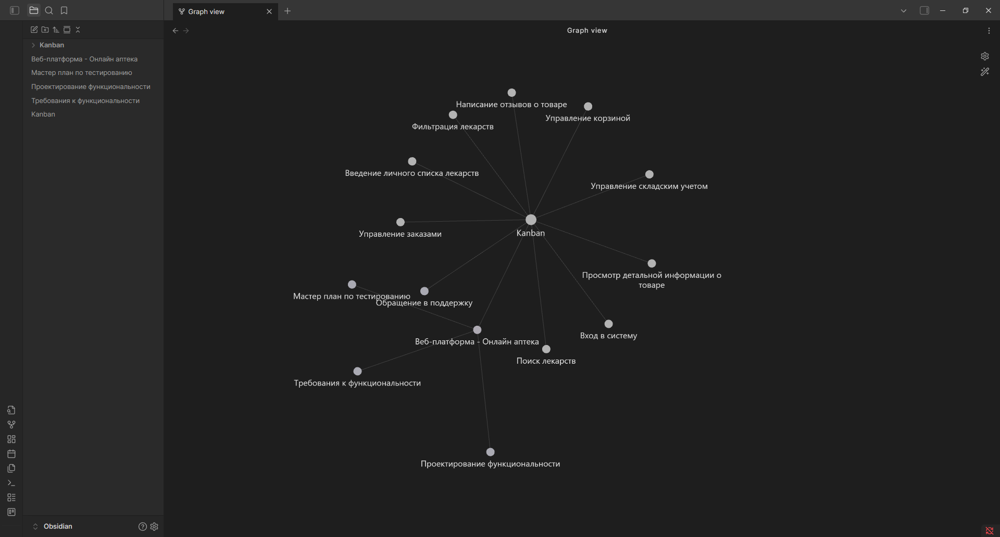 Graph view
Graph view
Kanban
Веб-платформа - Онлайн аптека
Мастер план по тестированию
Проектирование функциональности
Требования к функциональности
Kanban
Написание отзывов о товаре
Управление корзиной
Фильтрация лекарств
Введение личного списка лекарств
Управление складским учетом
Управление заказами
Kanban
Просмотр детальной информации о
товаре
Мастер план по тестированию
Обращение в поддержку
Веб-платформа - Онлайн аптека
Вход в систему
Поиск лекарств
Требования к функциональности
Проектирование функциональности
Obsidian